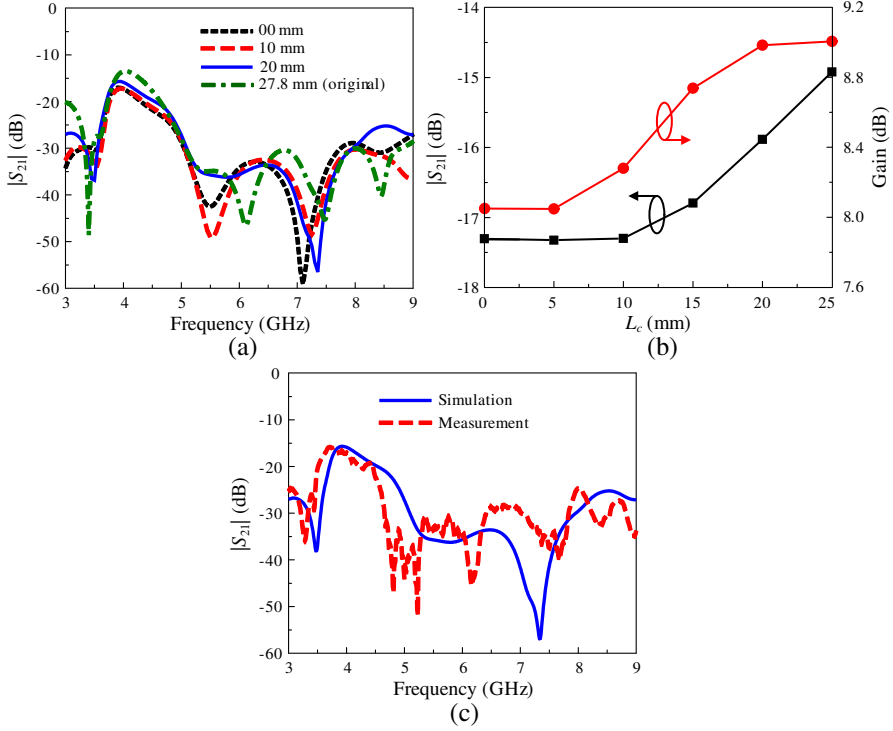 0
-10
-20
-30
-40
-50
-60
|S21| (dB)
00 mm
10 mm
20 mm
27.8 mm (original)
3 4 5 6 7 8 9
Frequency (GHz)
(a)
-14
-15
-16
-17
-18
|S21| (dB)
9.2
8.8
8.4
8.0
7.6
Gain (dB)
0 5 10 15 20 25
Lc (mm)
(b)
0
-10
-20
-30
-40
-50
-60
|S21| (dB)
Simulation
Measurement
3 4 5 6 7 8 9
Frequency (GHz)
(c)